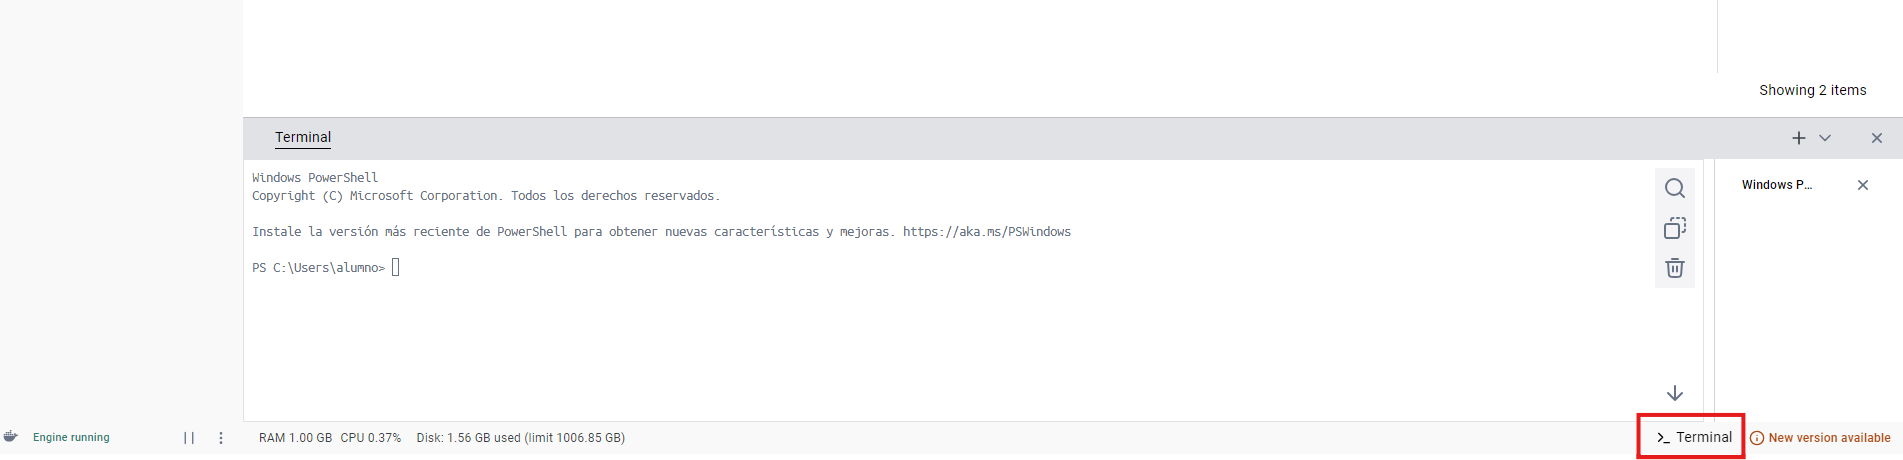 Showing 2 items
Terminal
Windows PowerShell
Copyright (C) Microsoft Corporation. Todos los derechos reservados.
Instale la versión más reciente de PowerShell para obtener nuevas características y mejoras. https://aka.ms/PSWindows
PS C:\Users\alumno>
Windows P...
Engine running
RAM 1.00 GB CPU 0.37% Disk: 1.56 GB used (limit 1006.85 GB)
Terminal
New version available